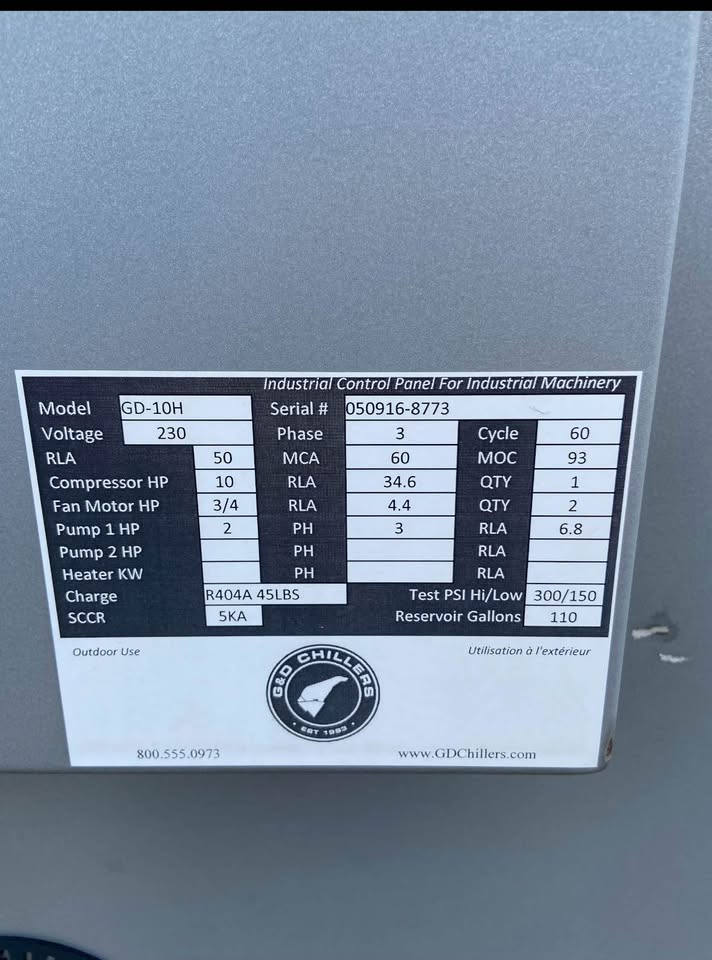 Industrial Control Panel For Industrial Machinery
Model GD-10H Serial # 050916-8773
Voltage 230 Phase 3 Cycle 60
RLA 50 MCA 60 MOC 93
Compressor HP 10 RLA 34.6 QTY 1
Fan Motor HP 3/4 RLA 4.4 QTY 2
Pump 1 HP 2 PH 3 RLA 6.8
Pump 2 HP PH RLA
Heater KW PH RLA
Charge R404A 45LBS Test PSI Hi/Low 300/150
SCCR 5KA Reservoir Gallons 110
Outdoor Use Utilisation à l'extérieur
G&D CHILLERS
EST 1993
800.555.0973 www.GDChillers.com